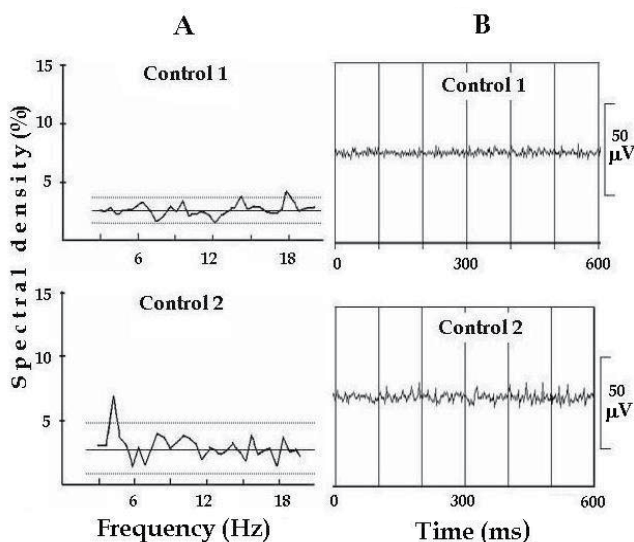 A
B
Spectral density (%)
15
Control 1
10
5
6
12
18
Control 1
50
μV
0
300
600
15
Control 2
10
5
6
12
18
Frequency (Hz)
Control 2
50
μV
0
300
600
Time (ms)